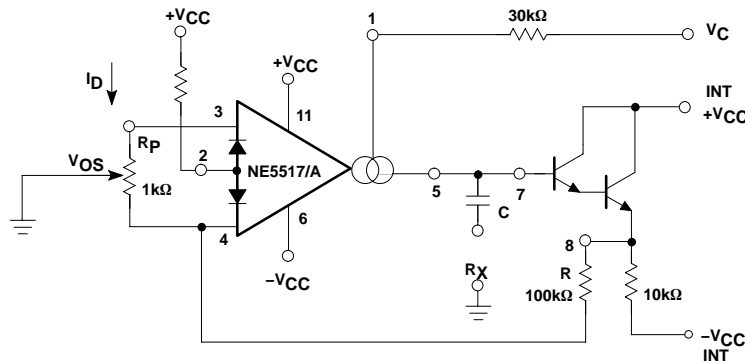 +VCC
1
30kΩ
VC
ID
+VCC
INT
+VCC
3
11
RP
VOS
2
NE5517/A
1kΩ
5
7
C
4
6
8
−VCC
RX
R
100kΩ
10kΩ
−VCC
INT